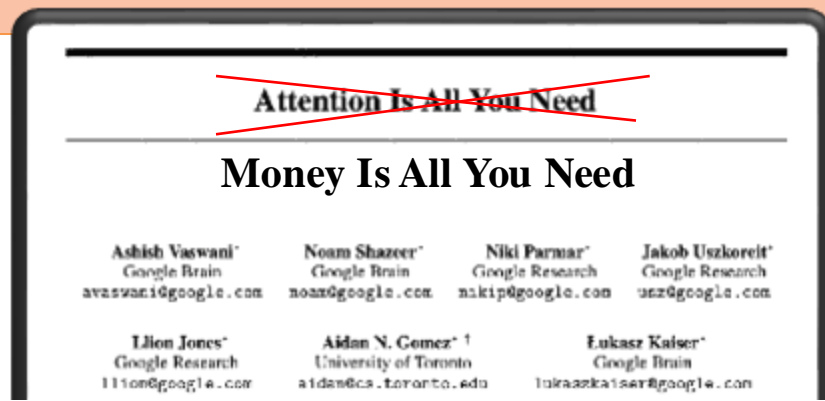 Attention Is All You Need
Money Is All You Need
Ashish Vaswani* Noam Shazeer* Niki Parmar* Jakob Uszkoreit*
Google Brain Google Brain Google Research Google Research
avaswani@google.com noam@google.com nikip@google.com usz@google.com
Llion Jones* Aidan N. Gomez* † Łukasz Kaiser*
Google Research University of Toronto Google Brain
llion@google.com aidan@cs.toronto.edu lukaszkaiser@google.com